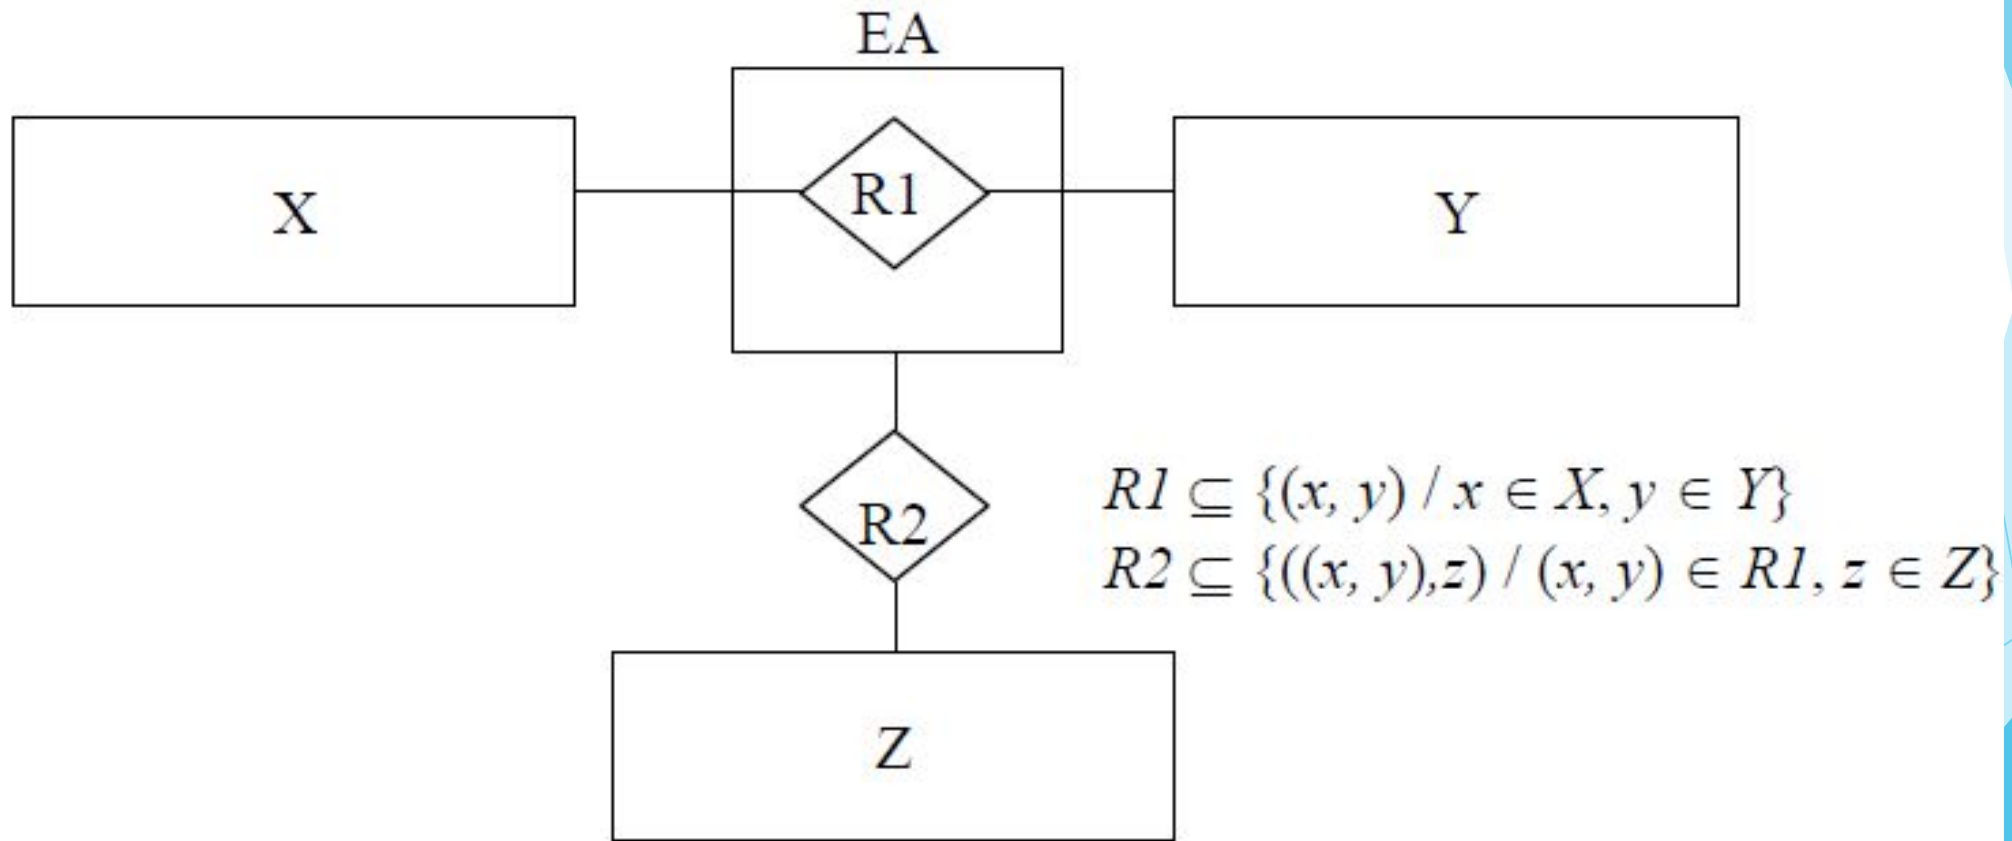 EA
X
R1
Y
R2
R1 ⊆ {(x, y) / x ∈ X, y ∈ Y}
R2 ⊆ {((x, y),z) / (x, y) ∈ R1, z ∈ Z}
Z